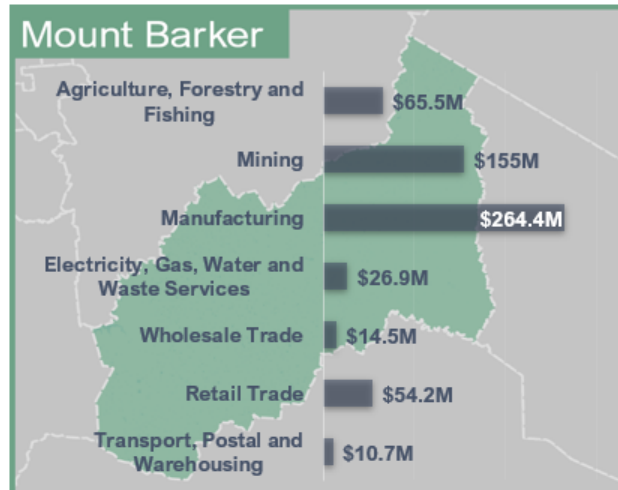 Mount Barker
Agriculture, Forestry and
Fishing
$65.5M
Mining
$155M
Manufacturing
$264.4M
Electricity, Gas, Water and
Waste Services
$26.9M
Wholesale Trade
$14.5M
Retail Trade
$54.2M
Transport, Postal and
Warehousing
$10.7M